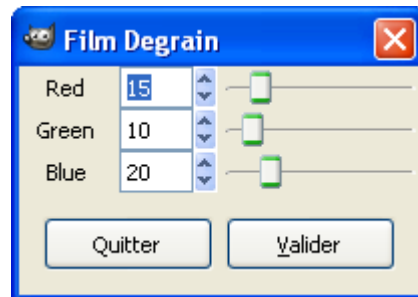 Film Degrain
Red 15
Green 10
Blue 20
Quitter Valider